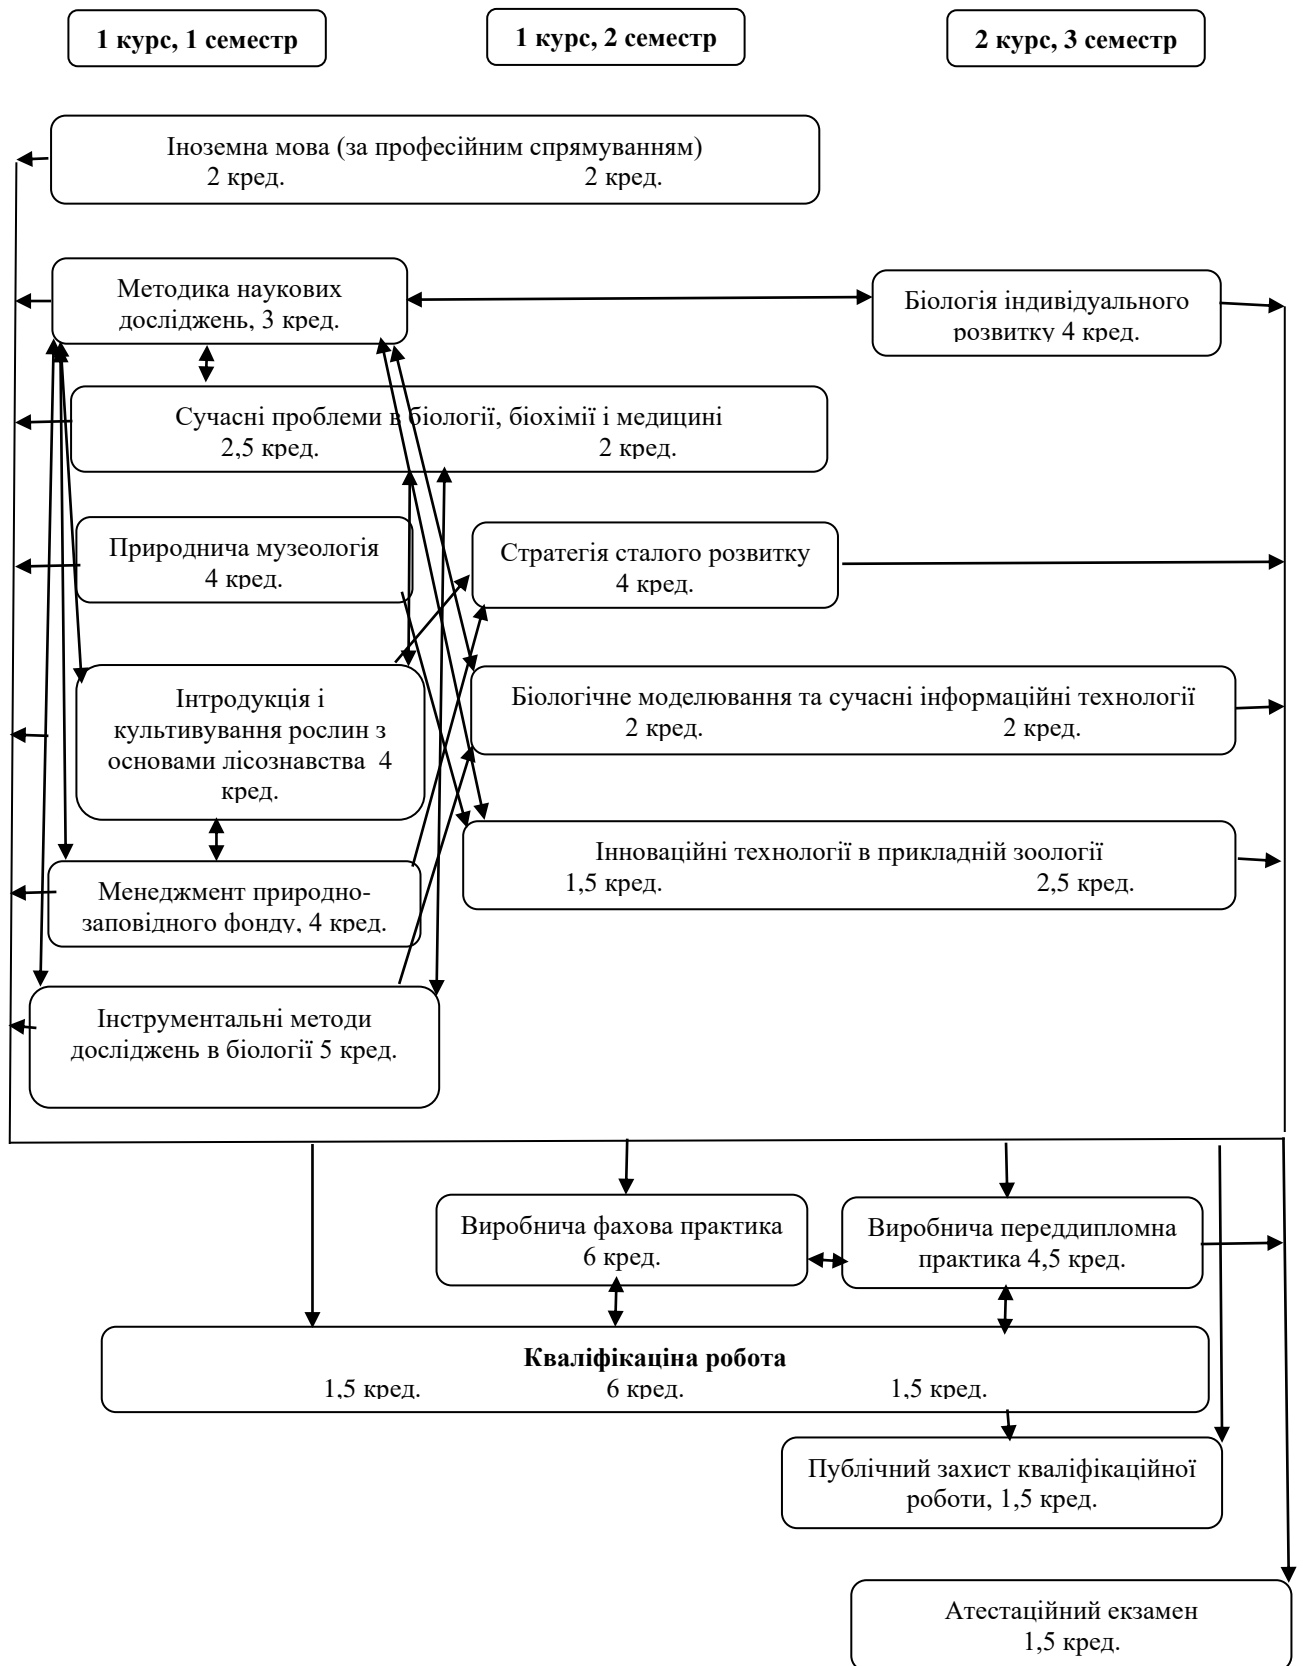 1 курс, 1 семестр
1 курс, 2 семестр
2 курс, 3 семестр
Іноземна мова (за професійним спрямуванням)
2 кред. 2 кред.
Методика наукових
досліджень, 3 кред.
Біологія індивідуального
розвитку 4 кред.
Сучасні проблеми в біології, біохімії і медицині
2,5 кред. 2 кред.
Природнича музеологія
4 кред.
Стратегія сталого розвитку
4 кред.
Інтродукція і
культивування рослин з
основами лісознавства 4
кред.
Біологічне моделювання та сучасні інформаційні технології
2 кред. 2 кред.
Інноваційні технології в прикладній зоології
1,5 кред. 2,5 кред.
Менеджмент природно-
заповідного фонду, 4 кред.
Інструментальні методи
досліджень в біології 5 кред.
Виробнича фахова практика
6 кред.
Виробнича переддипломна
практика 4,5 кред.
Кваліфікаціна робота
1,5 кред. 6 кред. 1,5 кред.
Публічний захист кваліфікаційної
роботи, 1,5 кред.
Атестаційний екзамен
1,5 кред.